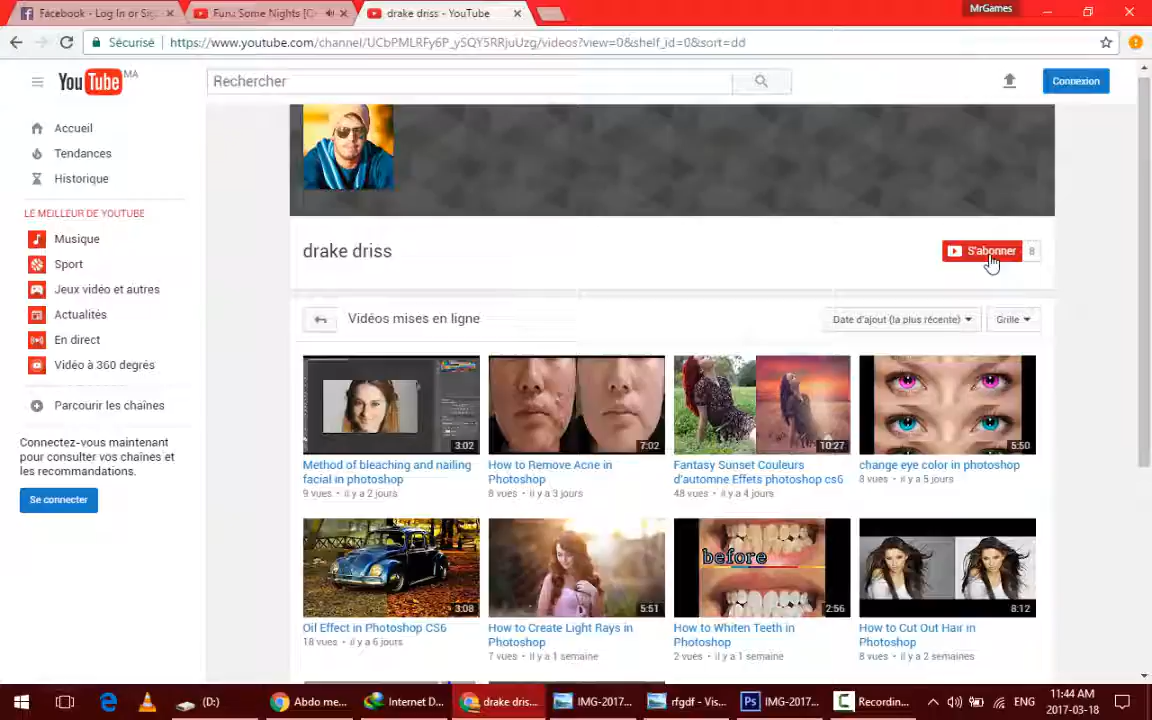 MrGames
Facebook - Log In or Sig
Furu Some Nights [C
drake driss - YouTube
Sécurisé
https://www.youtube.com/channel/UCbPMLRFy6P_ySQY5RRjuUzg/videos?view=0&shelf_id=0&sort=dd
YouTube MA
Rechercher
Connexion
Accueil
Tendances
Historique
LE MEILLEUR DE YOUTUBE
Musique
Sport
Jeux vidéo et autres
Actualités
En direct
Vidéo à 360 degrés
Parcourir les chaînes
Connectez-vous maintenant
pour consulter vos chaînes et
les recommandations.
Se connecter
drake driss
S'abonner 8
Vidéos mises en ligne
Date d'ajout (la plus récente)
Grille
3:02
7:02
10:27
5:50
Method of bleaching and nailing
facial in photoshop
9 vues • il y a 2 jours
How to Remove Acne in
Photoshop
8 vues • il y a 3 jours
Fantasy Sunset Couleurs
d'automne Effets photoshop cs6
48 vues • il y a 4 jours
change eye color in photoshop
8 vues • il y a 5 jours
before
3:08
5:51
2:56
8:12
Oil Effect in Photoshop CS6
18 vues • il y a 6 jours
How to Create Light Rays in
Photoshop
7 vues • il y a 1 semaine
How to Whiten Teeth in
Photoshop
2 vues • il y a 1 semaine
How to Cut Out Hair in
Photoshop
8 vues • il y a 2 semaines
(D:)
Abdo me...
Internet D...
drake dris...
IMG-2017...
rfgdf - Vis...
Ps
IMG-2017...
Recordin...
ENG
11:44 AM
2017-03-18